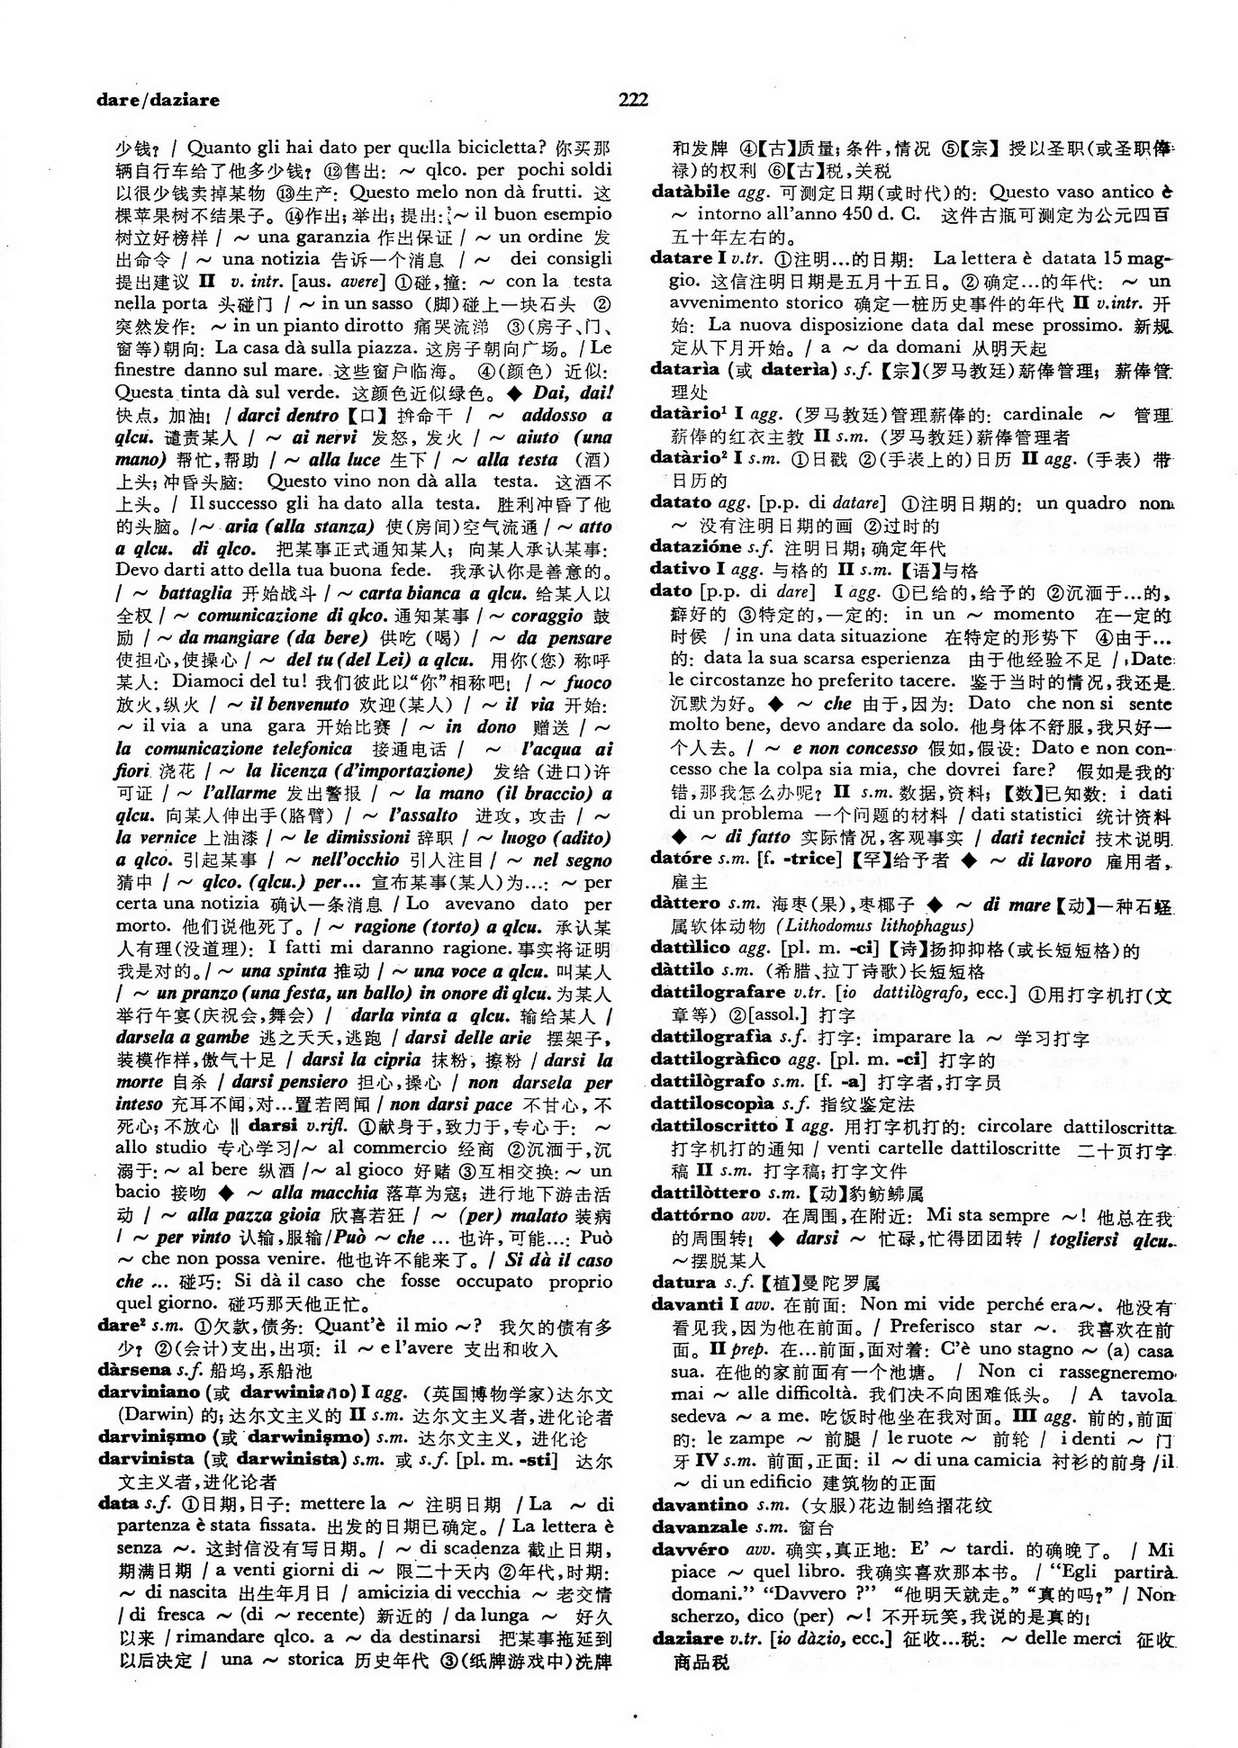 dare/daziare
222
少钱? / Quanto gli hai dato per quella bicicletta? 你买那
辆自行车给了他多少钱? ⑫售出: ~ qlco. per pochi soldi
以很少钱卖掉某物 ⑬生产: Questo melo non dà frutti. 这
棵苹果树不结果子。⑭作出; 举出; 提出: ~ il buon esempio
树立好榜样 / ~ una garanzia 作出保证 / ~ un ordine 发
出命令 / ~ una notizia 告诉一个消息 / ~ dei consigli
提出建议 II v. intr. [aus. avere] ①碰,撞: ~ con la testa
nella porta 头碰门 / ~ in un sasso (脚)碰上一块石头 ②
突然发作: ~ in un pianto dirotto 痛哭流涕 ③(房子、门、
窗等)朝向: La casa dà sulla piazza. 这房子朝向广场。/ Le
finestre danno sul mare. 这些窗户临海。 ④(颜色) 近似:
Questa tinta dà sul verde. 这颜色近似绿色。◆ Dai, dai!
快点, 加油! / darci dentro【口】拚命干 / ~ addosso a
qlcu. 谴责某人 / ~ ai nervi 发怒, 发火 / ~ aiuto (una
mano) 帮忙,帮助 / ~ alla luce 生下 / ~ alla testa (酒)
上头; 冲昏头脑: Questo vino non dà alla testa. 这酒不
上头。 / Il successo gli ha dato alla testa. 胜利冲昏了他
的头脑。/~ aria (alla stanza) 使(房间)空气流通 / ~ atto
a qlcu. di qlco. 把某事正式通知某人; 向某人承认某事:
Devo darti atto della tua buona fede. 我承认你是善意的。
/ ~ battaglia 开始战斗 / ~ carta bianca a qlcu. 给某人以
全权 / ~ comunicazione di qlco. 通知某事 / ~ coraggio 鼓
励 / ~ da mangiare (da bere) 供吃 (喝) / ~ da pensare
使担心,使操心 / ~ del tu (del Lei) a qlcu. 用你(您) 称呼
某人: Diamoci del tu! 我们彼此以“你”相称吧! / ~ fuoco
放火,纵火 / ~ il benvenuto 欢迎(某人) / ~ il via 开始:
~ il via a una gara 开始比赛 / ~ in dono 赠送 / ~
la comunicazione telefonica 接通电话 / ~ l'acqua ai
fiori 浇花 / ~ la licenza (d'importazione) 发给 (进口)许
可证 / ~ l'allarme 发出警报 / ~ la mano (il braccio) a
qlcu. 向某人伸出手(胳臂) / ~ l'assalto 进攻, 攻击 / ~
la vernice 上油漆 / ~ le dimissioni 辞职 / ~ luogo (adito)
a qlco. 引起某事 / ~ nell'occhio 引人注目 / ~ nel segno
猜中 / ~ qlco. (qlcu.) per... 宣布某事(某人)为...: ~ per
certa una notizia 确认一条消息 / Lo avevano dato per
morto. 他们说他死了。/ ~ ragione (torto) a qlcu. 承认某
人有理(没道理): I fatti mi daranno ragione. 事实将证明
我是对的。/ ~ una spinta 推动 / ~ una voce a qlcu. 叫某人
/ ~ un pranzo (una festa, un ballo) in onore di qlcu. 为某人
举行午宴(庆祝会,舞会) / darla vinta a qlcu. 输给某人 /
darsela a gambe 逃之夭夭,逃跑 / darsi delle arie 摆架子,
装模作样,傲气十足 / darsi la cipria 抹粉, 擦粉 / darsi la
morte 自杀 / darsi pensiero 担心,操心 / non darsela per
inteso 充耳不闻,对...置若罔闻 / non darsi pace 不甘心, 不
死心; 不放心 ‖ darsi v.rifl. ①献身于,致力于,专心于: ~
allo studio 专心学习/~ al commercio 经商 ②沉湎于,沉
溺于: ~ al bere 纵酒 /~ al gioco 好赌 ③互相交换: ~ un
bacio 接吻 ◆ ~ alla macchia 落草为寇; 进行地下游击活
动 / ~ alla pazza gioia 欣喜若狂 / ~ (per) malato 装病
/ ~ per vinto 认输,服输/Può ~ che ... 也许,可能...: Può
~ che non possa venire. 他也许不能来了。/ Si dà il caso
che ... 碰巧: Si dà il caso che fosse occupato proprio
quel giorno. 碰巧那天他正忙。
dare² s.m. ①欠款,债务: Quant'è il mio ~? 我欠的债有多
少? ②(会计)支出,出项: il ~ e l'avere 支出和收入
dàrsena s.f. 船坞,系船池
darviniano (或 darwiniano) I agg. (英国博物学家)达尔文
(Darwin) 的; 达尔文主义的 II s.m. 达尔文主义者,进化论者
darvinişmo (或 darwinişmo) s.m. 达尔文主义, 进化论
darvinista (或 darwinista) s.m. 或 s.f. [pl. m. -sti] 达尔
文主义者,进化论者
data s.f. ①日期,日子: mettere la ~ 注明日期 / La ~ di
partenza è stata fissata. 出发的日期已确定。/ La lettera è
senza ~. 这封信没有写日期。/ ~ di scadenza 截止日期,
期满日期 / a venti giorni di ~ 限二十天内 ②年代,时期:
~ di nascita 出生年月日 / amicizia di vecchia ~ 老交情
/ di fresca ~ (di ~ recente) 新近的 / da lunga ~ 好久
以来 / rimandare qlco. a ~ da destinarsi 把某事拖延到
以后决定 / una ~ storica 历史年代 ③(纸牌游戏中)洗牌
和发牌 ④【古】质量; 条件,情况 ⑤【宗】 授以圣职(或圣职俸
禄)的权利 ⑥【古】税,关税
datàbile agg. 可测定日期(或时代)的: Questo vaso antico è
~ intorno all'anno 450 d. C. 这件古瓶可测定为公元四百
五十年左右的。
datare I v.tr. ①注明...的日期: La lettera è datata 15 mag-
gio. 这信注明日期是五月十五日。②确定...的年代: ~ un
avvenimento storico 确定一桩历史事件的年代 II v.intr. 开
始: La nuova disposizione data dal mese prossimo. 新规
定从下月开始。/ a ~ da domani 从明天起
datarìa (或 daterìa) s.f.【宗】(罗马教廷)薪俸管理; 薪俸管
理处
datàrio¹ I agg. (罗马教廷)管理薪俸的: cardinale ~ 管理
薪俸的红衣主教 II s.m. (罗马教廷)薪俸管理者
datàrio² I s.m. ①日戳 ②(手表上的)日历 II agg. (手表) 带
日历的
datato agg. [p.p. di datare] ①注明日期的: un quadro non
~ 没有注明日期的画 ②过时的
datazióne s.f. 注明日期; 确定年代
dativo I agg. 与格的 II s.m.【语】与格
dato [p.p. di dare] I agg. ①已给的,给予的 ②沉湎于...的,
癖好的 ③特定的,一定的: in un ~ momento 在一定的
时候 / in una data situazione 在特定的形势下 ④由于...
的: data la sua scarsa esperienza 由于他经验不足 / Date
le circostanze ho preferito tacere. 鉴于当时的情况,我还是
沉默为好。◆ ~ che 由于,因为: Dato che non si sente
molto bene, devo andare da solo. 他身体不舒服,我只好一
个人去。/ ~ e non concesso 假如,假设: Dato e non con-
cesso che la colpa sia mia, che dovrei fare? 假如是我的
错,那我怎么办呢? II s.m. 数据,资料; 【数】已知数: i dati
di un problema 一个问题的材料 / dati statistici 统计资料
◆ ~ di fatto 实际情况,客观事实 / dati tecnici 技术说明
datóre s.m. [f. -trice]【罕】给予者 ◆ ~ di lavoro 雇用者,
雇主
dàttero s.m. 海枣(果),枣椰子 ◆ ~ di mare【动】一种石蛏
属软体动物 (Lithodomus lithophagus)
dattìlico agg. [pl. m. -ci]【诗】扬抑抑格(或长短短格)的
dàttilo s.m. (希腊、拉丁诗歌)长短短格
dattilografare v.tr. [io dattilògrafo, ecc.] ①用打字机打(文
章等) ②[assol.] 打字
dattilografìa s.f. 打字: imparare la ~ 学习打字
dattilogràfico agg. [pl. m. -ci] 打字的
dattilògrafo s.m. [f. -a] 打字者,打字员
dattiloscopìa s.f. 指纹鉴定法
dattiloscritto I agg. 用打字机打的: circolare dattiloscritta
打字机打的通知 / venti cartelle dattiloscritte 二十页打字
稿 II s.m. 打字稿; 打字文件
dattilòttero s.m.【动】豹鲂鮄属
dattórno avv. 在周围,在附近: Mi sta sempre ~! 他总在我
的周围转! ◆ darsi ~ 忙碌,忙得团团转 / togliersi qlcu.
~摆脱某人
datura s.f.【植】曼陀罗属
davanti I avv. 在前面: Non mi vide perché era~. 他没有
看见我,因为他在前面。/ Preferisco star ~. 我喜欢在前
面。II prep. 在...前面,面对着: C'è uno stagno ~ (a) casa
sua. 在他的家前面有一个池塘。 / Non ci rassegneremo
mai ~ alle difficoltà. 我们决不向困难低头。 / A tavola
sedeva ~ a me. 吃饭时他坐在我对面。III agg. 前的,前面
的: le zampe ~ 前腿 / le ruote ~ 前轮 / i denti ~ 门
牙 IV s.m. 前面,正面: il ~ di una camicia 衬衫的前身 /il
~ di un edificio 建筑物的正面
davantino s.m. (女服)花边制绉摺花纹
davanzale s.m. 窗台
davvéro avv. 确实,真正地: E' ~ tardi. 的确晚了。 / Mi
piace ~ quel libro. 我确实喜欢那本书。 / “Egli partirà
domani.” “Davvero ?” “他明天就走。” “真的吗?” / Non
scherzo, dico (per) ~! 不开玩笑,我说的是真的!
daziare v.tr. [io dàzio, ecc.] 征收...税: ~ delle merci 征收
商品税